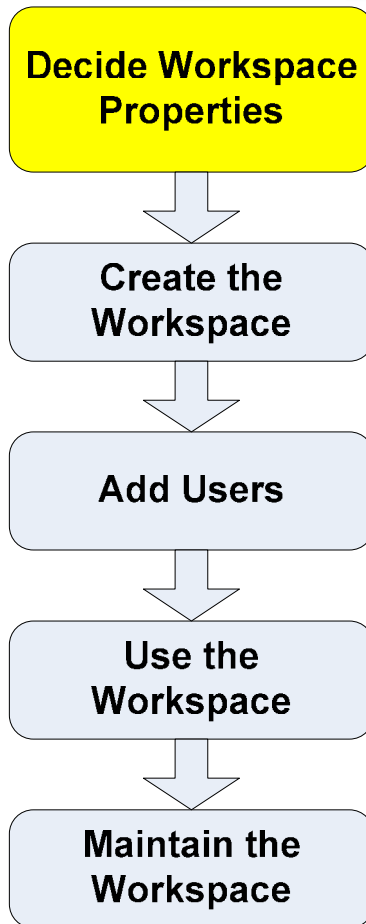 Decide Workspace
Properties
Create the
Workspace
Add Users
Use the
Workspace
Maintain the
Workspace